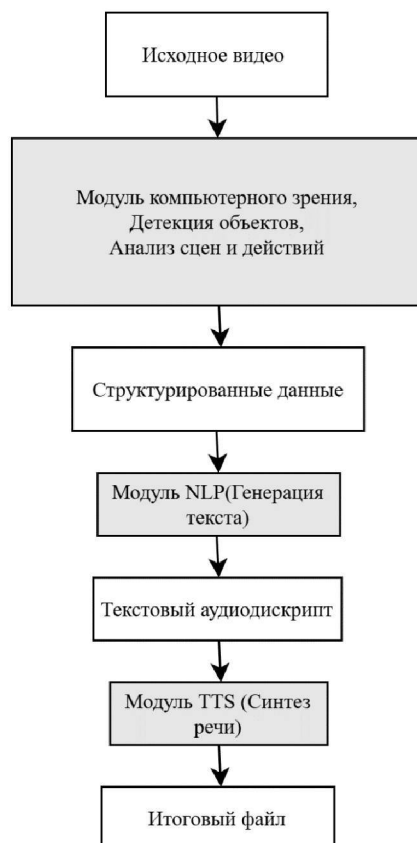 Исходное видео
Модуль компьютерного зрения,
Детекция объектов,
Анализ сцен и действий
Структурированные данные
Модуль NLP(Генерация
текста)
Текстовый аудиодискрипт
Модуль TTS (Синтез
речи)
Итоговый файл